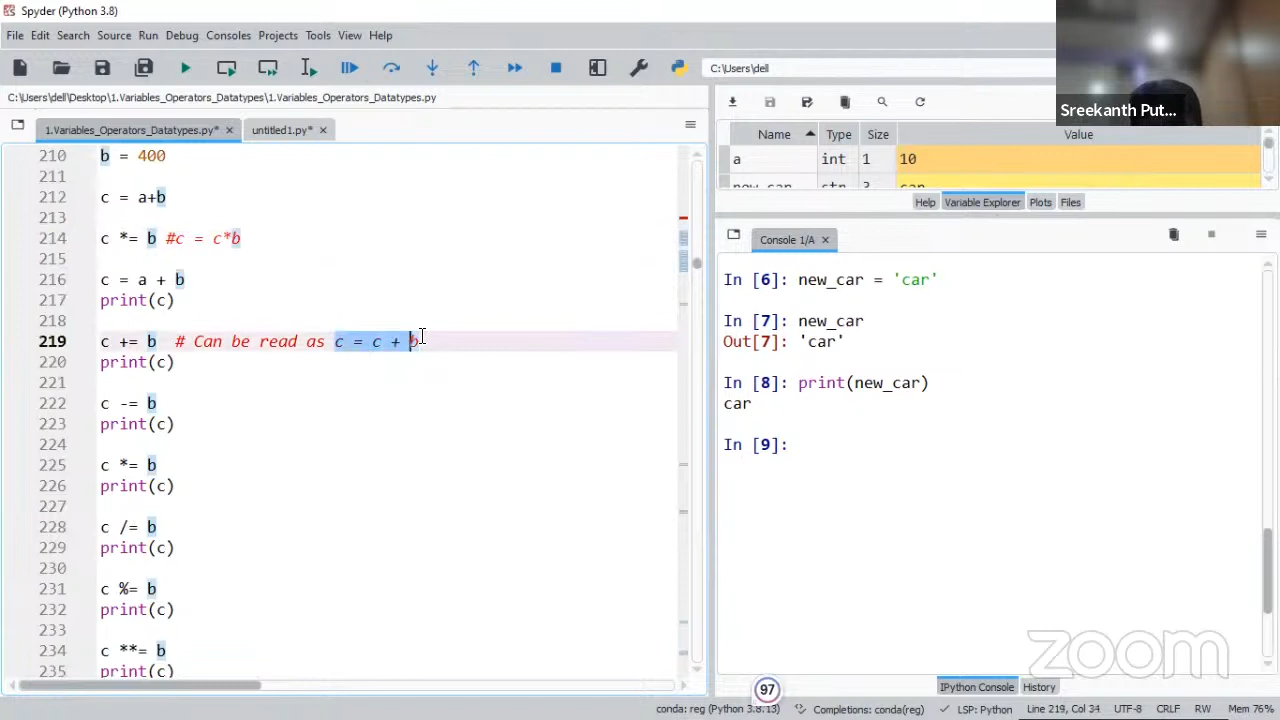 Spyder (Python 3.8)
File Edit Search Source Run Debug Consoles Projects Tools View Help
C:\Users\dell
C:\Users\dell\Desktop\1.Variables_Operators_Datatypes\1.Variables_Operators_Datatypes.py
Sreekanth Put...
1.Variables_Operators_Datatypes.py* untitled1.py*
210 b = 400
211
212 c = a+b
213
214 c *= b #c = c*b
215
216 c = a + b
217 print(c)
218
219 c += b # Can be read as c = c + b
220 print(c)
221
222 c -= b
223 print(c)
224
225 c *= b
226 print(c)
227
228 c /= b
229 print(c)
230
231 c %= b
232 print(c)
233
234 c **= b
235 print(c)
Name Type Size Value
a int 1 10
new_car str 3 car
Help Variable Explorer Plots Files
Console 1/A
In [6]: new_car = 'car'
In [7]: new_car
Out[7]: 'car'
In [8]: print(new_car)
car
In [9]:
zoom
97
IPython Console History
conda: reg (Python 3.8.13) Completions: conda(reg) LSP: Python Line 219, Col 34 UTF-8 CRLF RW Mem 76%